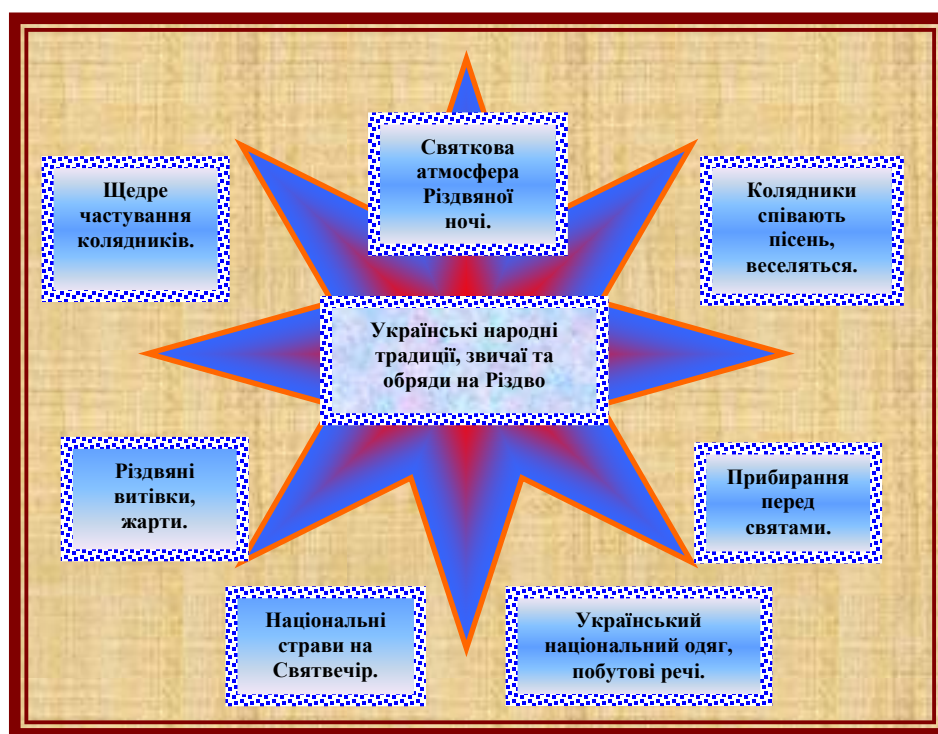 Святкова
атмосфера
Різдвяної
ночі.
Щедре
частування
колядників.
Колядники
співають
пісень,
веселяться.
Українські народні
традиції, звичаї та
обряди на Різдво
Різдвяні
витівки,
жарти.
Прибирання
перед
святами.
Національні
страви на
Святвечір.
Український
національний одяг,
побутові речі.